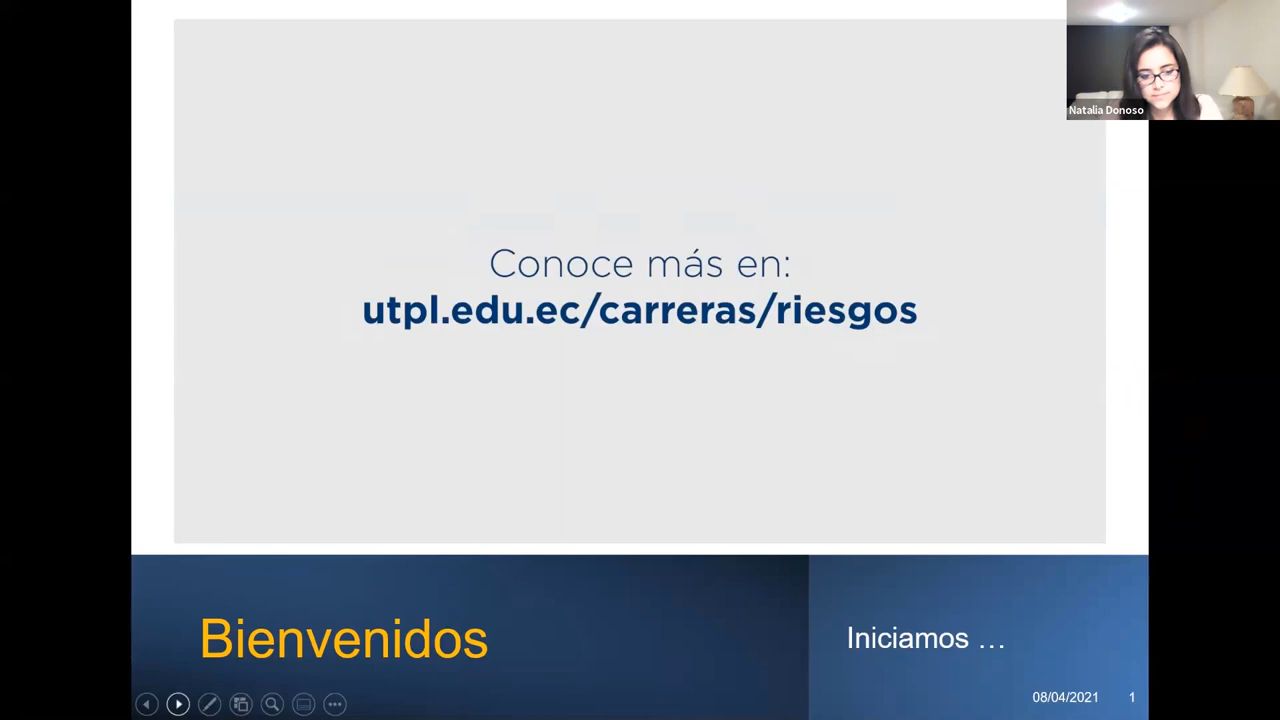 Natalia Donoso
Conoce más en:
utpl.edu.ec/carreras/riesgos
Bienvenidos
Iniciamos ...
08/04/2021
1